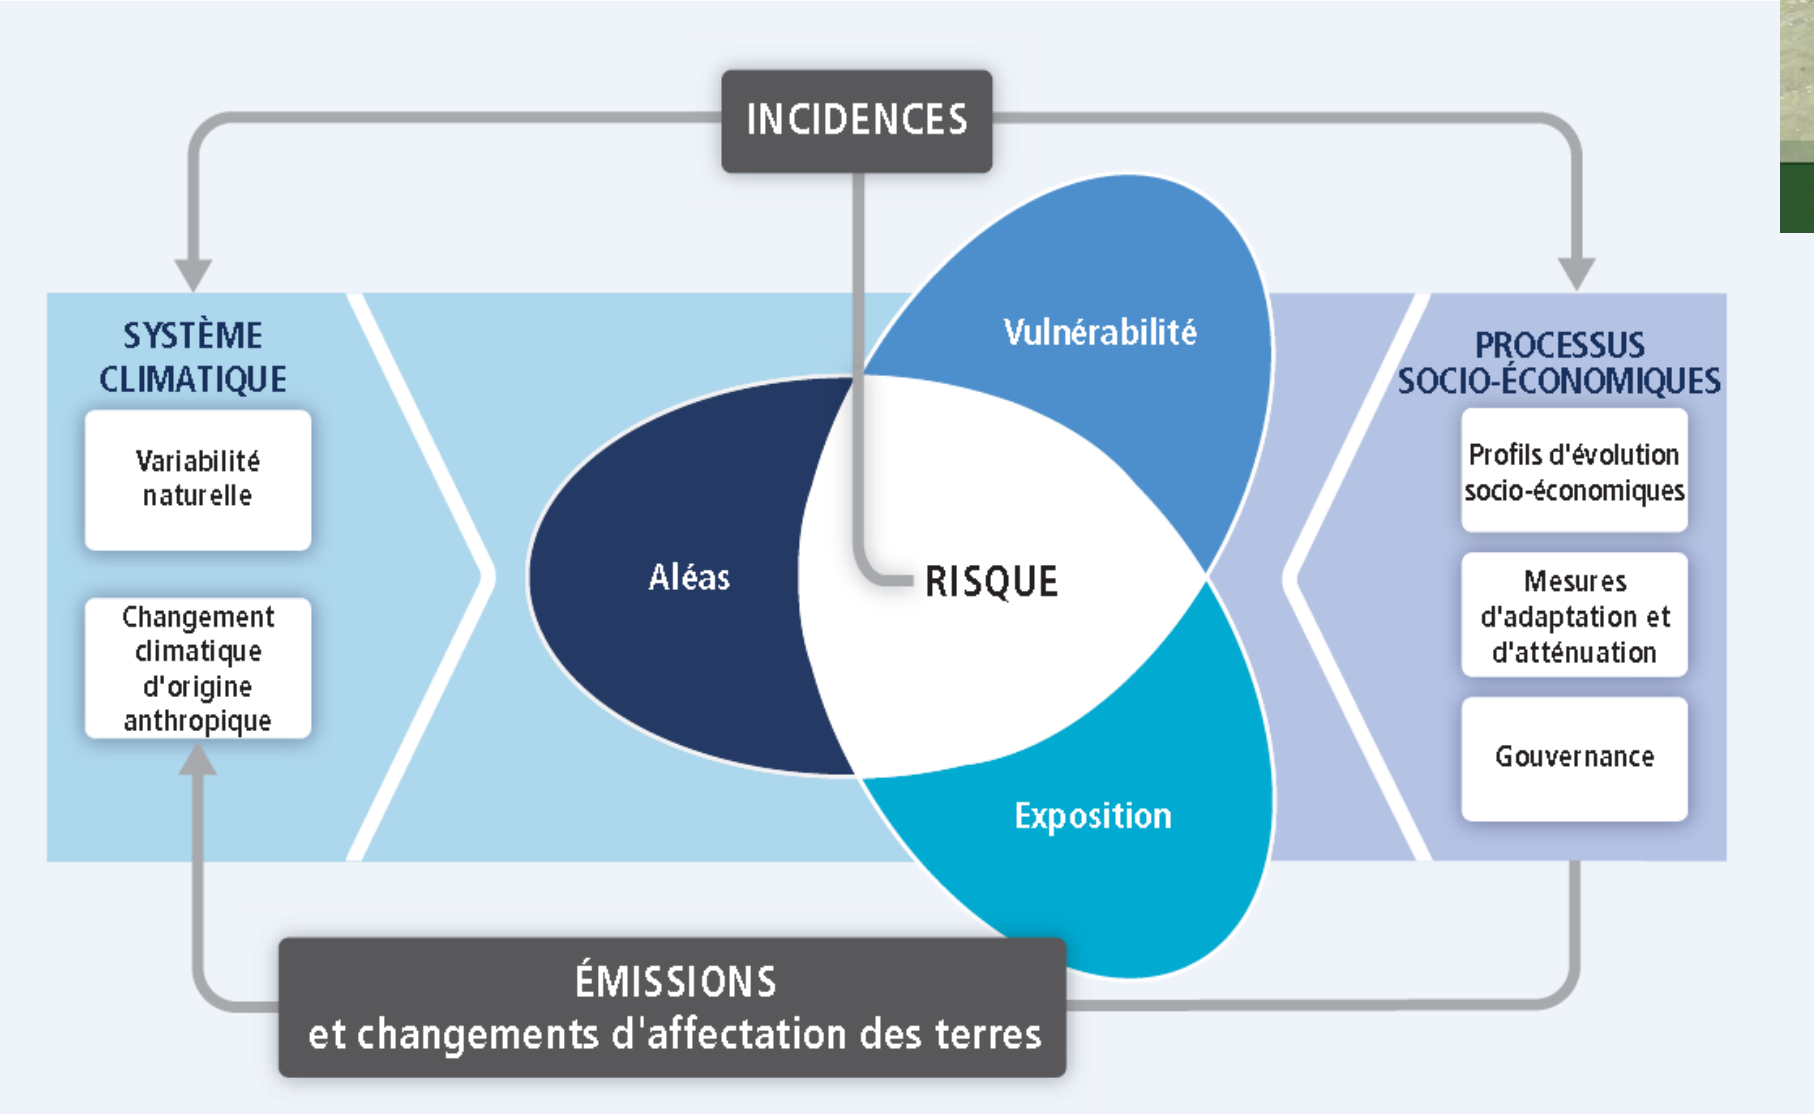 INCIDENCES
SYSTÈME
CLIMATIQUE
Variabilité
naturelle
Changement
climatique
d'origine
anthropique
Vulnérabilité
Aléas
RISQUE
Exposition
PROCESSUS
SOCIO-ÉCONOMIQUES
Profils d'évolution
socio-économiques
Mesures
d'adaptation et
d'atténuation
Gouvernance
ÉMISSIONS
et changements d'affectation des terres